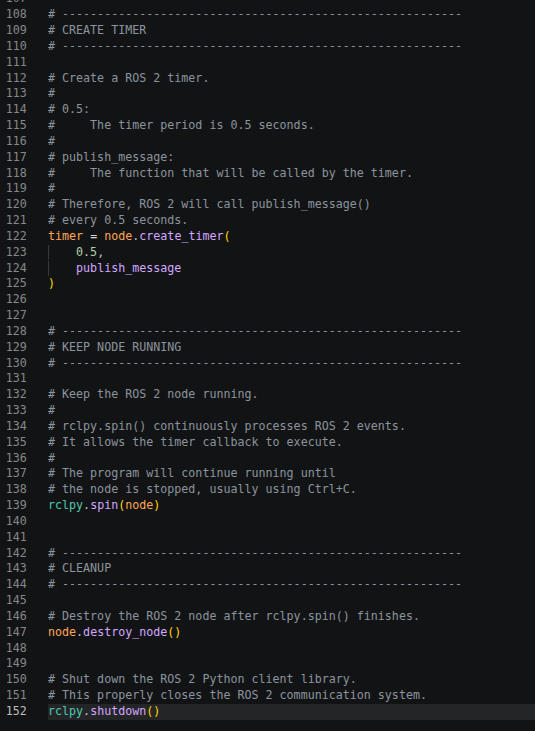 108 # ---------------------------------------------------------
109 # CREATE TIMER
110 # ---------------------------------------------------------
111
112 # Create a ROS 2 timer.
113 #
114 # 0.5:
115 #     The timer period is 0.5 seconds.
116 #
117 # publish_message:
118 #     The function that will be called by the timer.
119 #
120 # Therefore, ROS 2 will call publish_message()
121 # every 0.5 seconds.
122 timer = node.create_timer(
123     0.5,
124     publish_message
125 )
126
127
128 # ---------------------------------------------------------
129 # KEEP NODE RUNNING
130 # ---------------------------------------------------------
131
132 # Keep the ROS 2 node running.
133 #
134 # rclpy.spin() continuously processes ROS 2 events.
135 # It allows the timer callback to execute.
136 #
137 # The program will continue running until
138 # the node is stopped, usually using Ctrl+C.
139 rclpy.spin(node)
140
141
142 # ---------------------------------------------------------
143 # CLEANUP
144 # ---------------------------------------------------------
145
146 # Destroy the ROS 2 node after rclpy.spin() finishes.
147 node.destroy_node()
148
149
150 # Shut down the ROS 2 Python client library.
151 # This properly closes the ROS 2 communication system.
152 rclpy.shutdown()